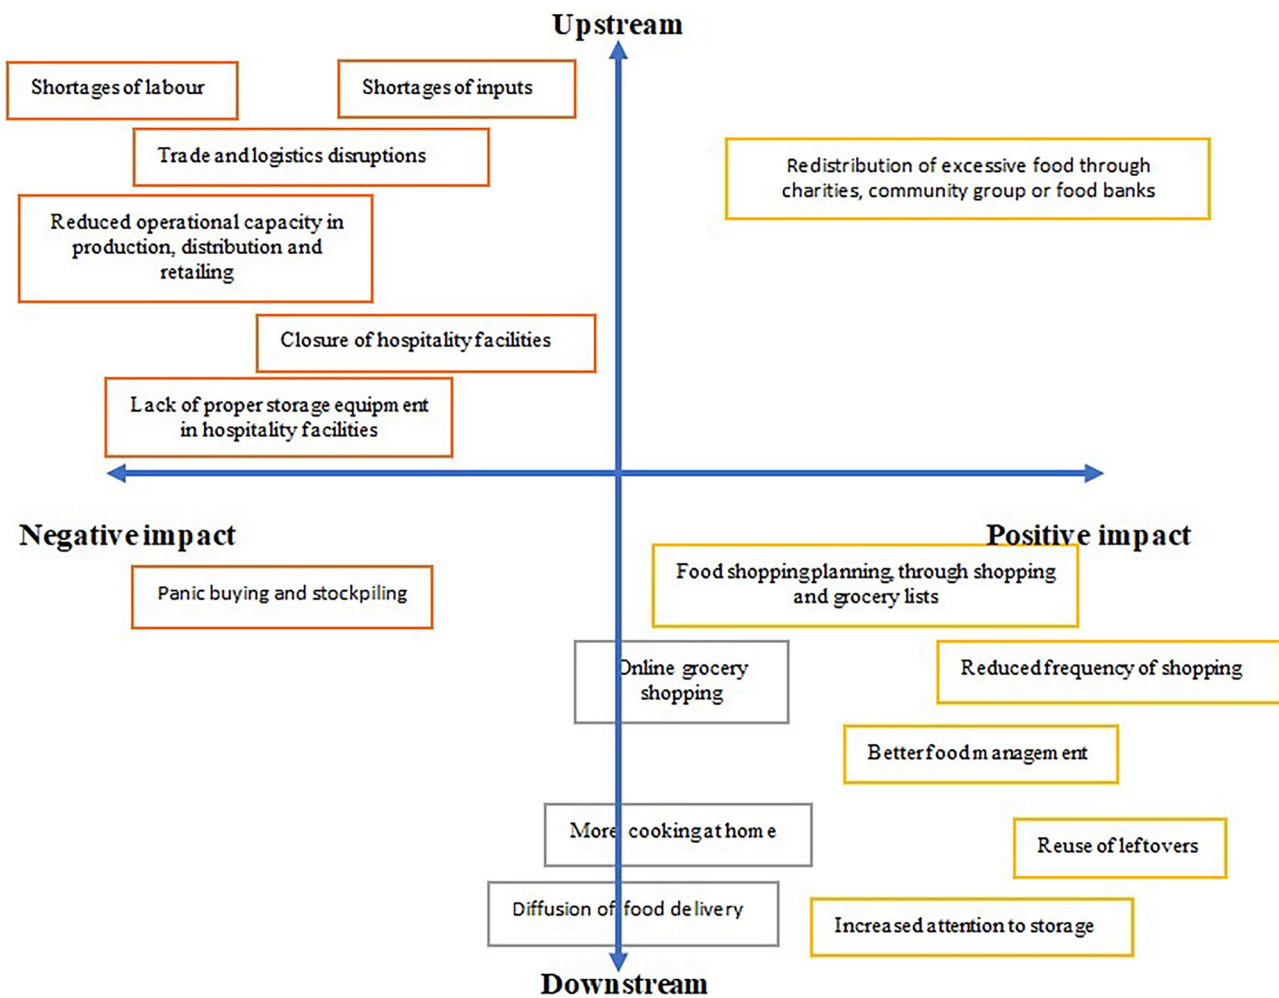 Upstream
Shortages of labour
Shortages of inputs
Trade and logistics disruptions
Redistribution of excessive food through
charities, community group or food banks
Reduced operational capacity in
production, distribution and
retailing
Closure of hospitality facilities
Lack of proper storage equipment
in hospitality facilities
Negative impact
Positive impact
Panic buying and stockpiling
Food shopping planning, through shopping
and grocery lists
Online grocery
shopping
Reduced frequency of shopping
Better food management
More cooking at home
Reuse of leftovers
Diffusion of food delivery
Increased attention to storage
Downstream